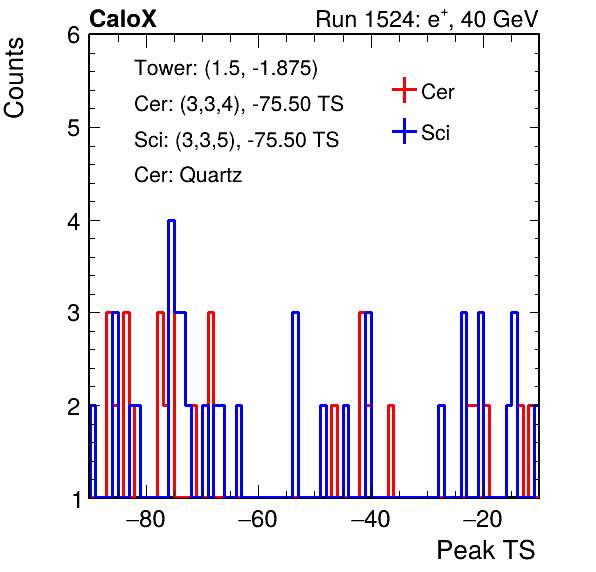 CaloX Run 1524: e⁺, 40 GeV
Counts
6
Tower: (1.5, -1.875)
Cer: (3,3,4), -75.50 TS
Sci: (3,3,5), -75.50 TS
Cer: Quartz
Cer
Sci
5
4
3
2
1
−80 −60 −40 −20
Peak TS